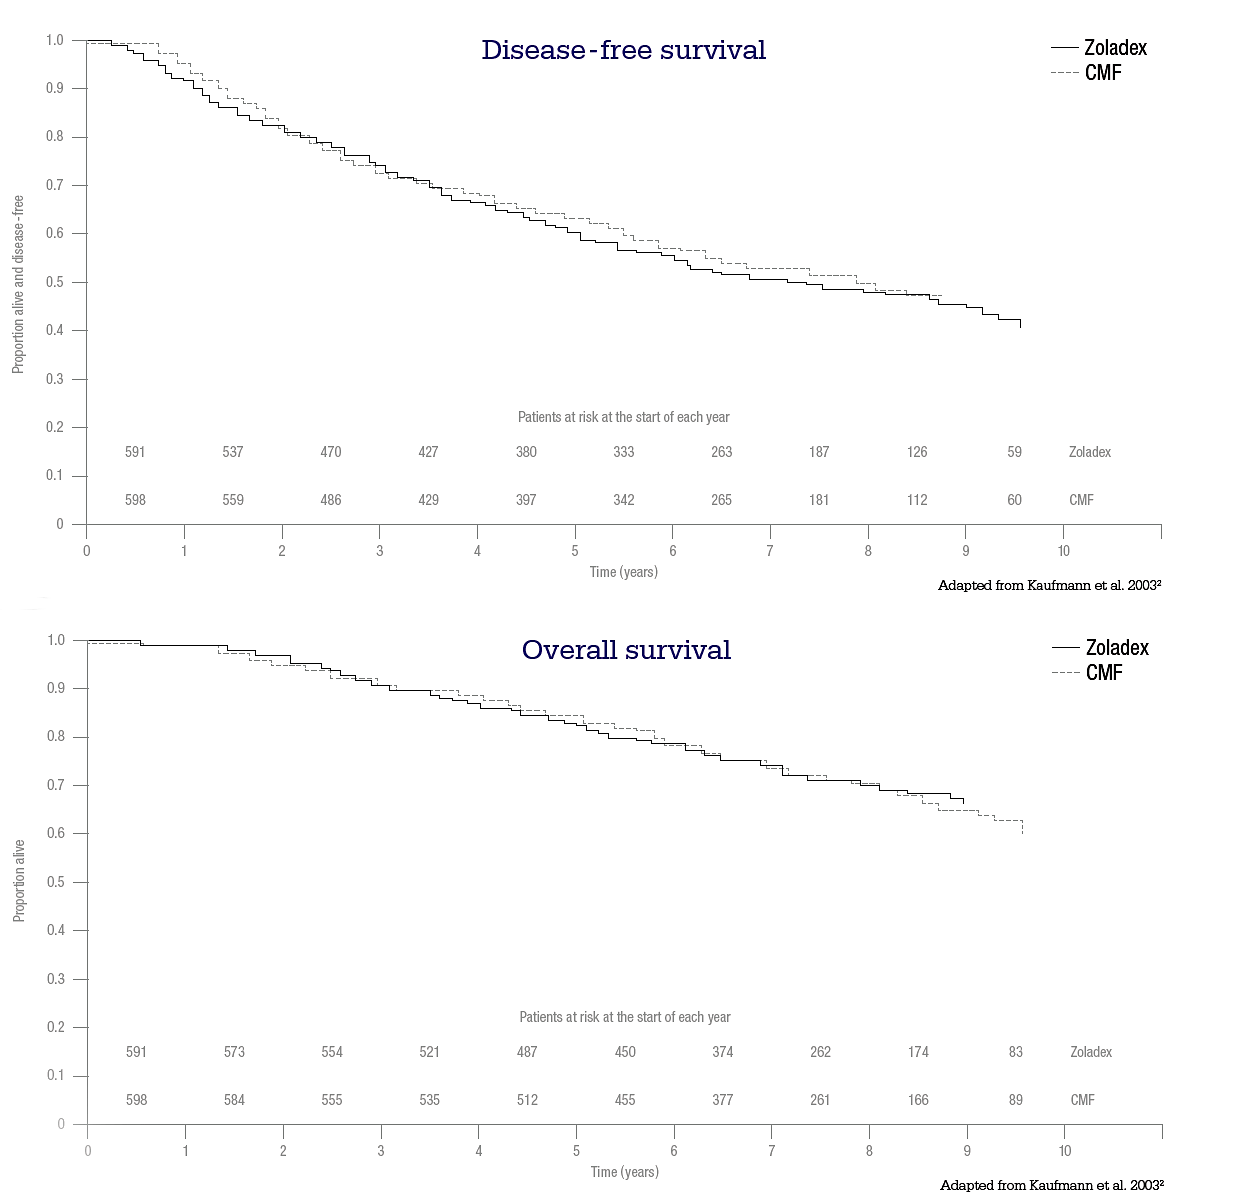 Disease-free survival
Zoladex
CMF
1.0
0.9
0.8
0.7
0.6
0.5
0.4
0.3
0.2
0.1
0
Proportion alive and disease-free
Patients at risk at the start of each year
591 537 470 427 380 333 263 187 126 59 Zoladex
598 559 486 429 397 342 265 181 112 60 CMF
0 1 2 3 4 5 6 7 8 9 10
Time (years)
Adapted from Kaufmann et al. 2003²
Overall survival
Zoladex
CMF
1.0
0.9
0.8
0.7
0.6
0.5
0.4
0.3
0.2
0.1
0
Proportion alive
Patients at risk at the start of each year
591 573 554 521 487 450 374 262 174 83 Zoladex
598 584 555 535 512 455 377 261 166 89 CMF
0 1 2 3 4 5 6 7 8 9 10
Time (years)
Adapted from Kaufmann et al. 2003²